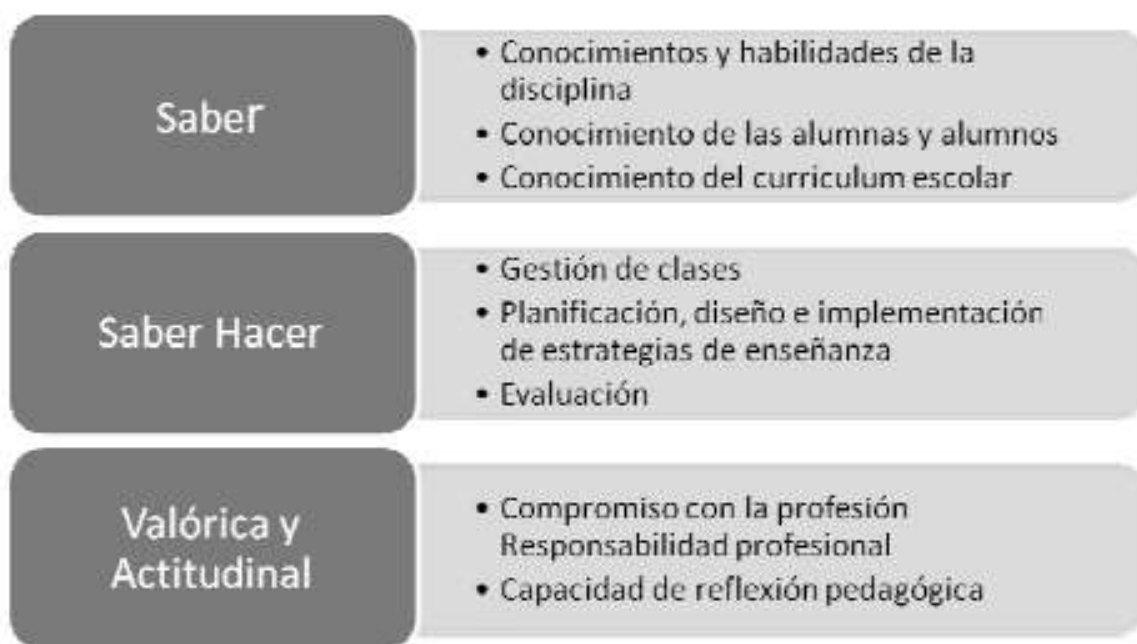 Saber
• Conocimientos y habilidades de la
disciplina
• Conocimiento de las alumnas y alumnos
• Conocimiento del curriculum escolar
Saber Hacer
• Gestión de clases
• Planificación, diseño e implementación
de estrategias de enseñanza
• Evaluación
Valórica y
Actitudinal
• Compromiso con la profesión
Responsabilidad profesional
• Capacidad de reflexión pedagógica